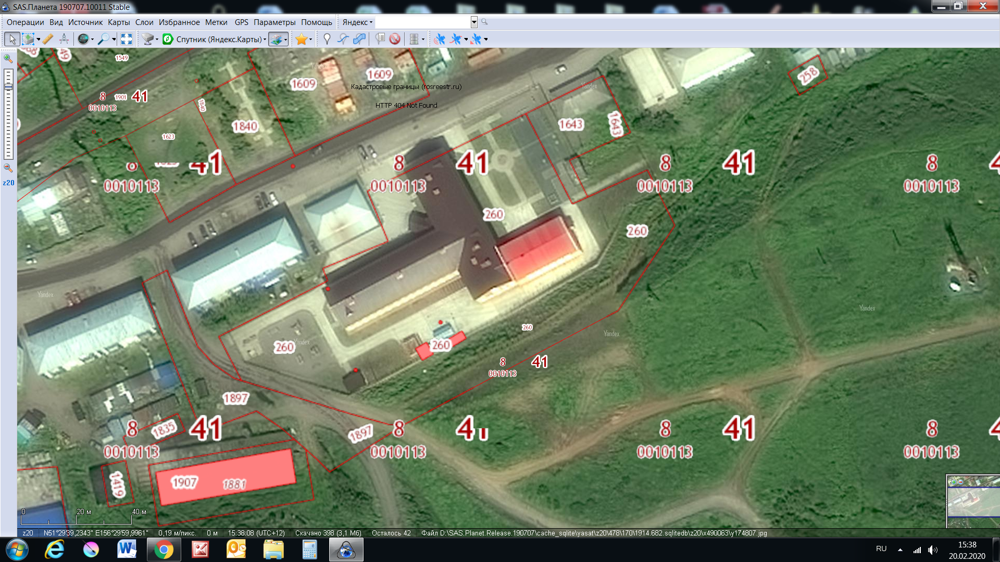 SAS.Планета 190707.10011 Stable
Операции Вид Источник Карты Слои Избранное Метки GPS Параметры Помощь Яндекс
Спутник (Яндекс.Карты)
z20
49
1549
1609
1609
258
Yandex
Кадастровые границы (rosreestr.ru)
HTTP 404 Not Found
Yandex
8 1901 41
0010113
1840
1840
1643
1643
1623
8 41
0010113
8 41
0010113
8 41
0010113
8
0010113
260
260
Yandex
Yandex
260
Yandex
260
260
Yandex
8 41
0010113
1897
1897
1835
8 41
0010113
8 41
0010113
8 41
0010113
8
0010113
1419
1907
1881
0 20 м 40 м
z20 N51°29'39,2343" E156°29'59,9961" 0,19 м/пикс. 0 м 15:38:08 (UTC+12) Скачано 398 (3,1 Мб) Осталось 42 Файл D:\SAS.Planet.Release.190707\cache_sqlite\yasat\z20\478\170\1914.682.sqlitedb\z20\x490063\y174807.jpg
RU
15:38
20.02.2020